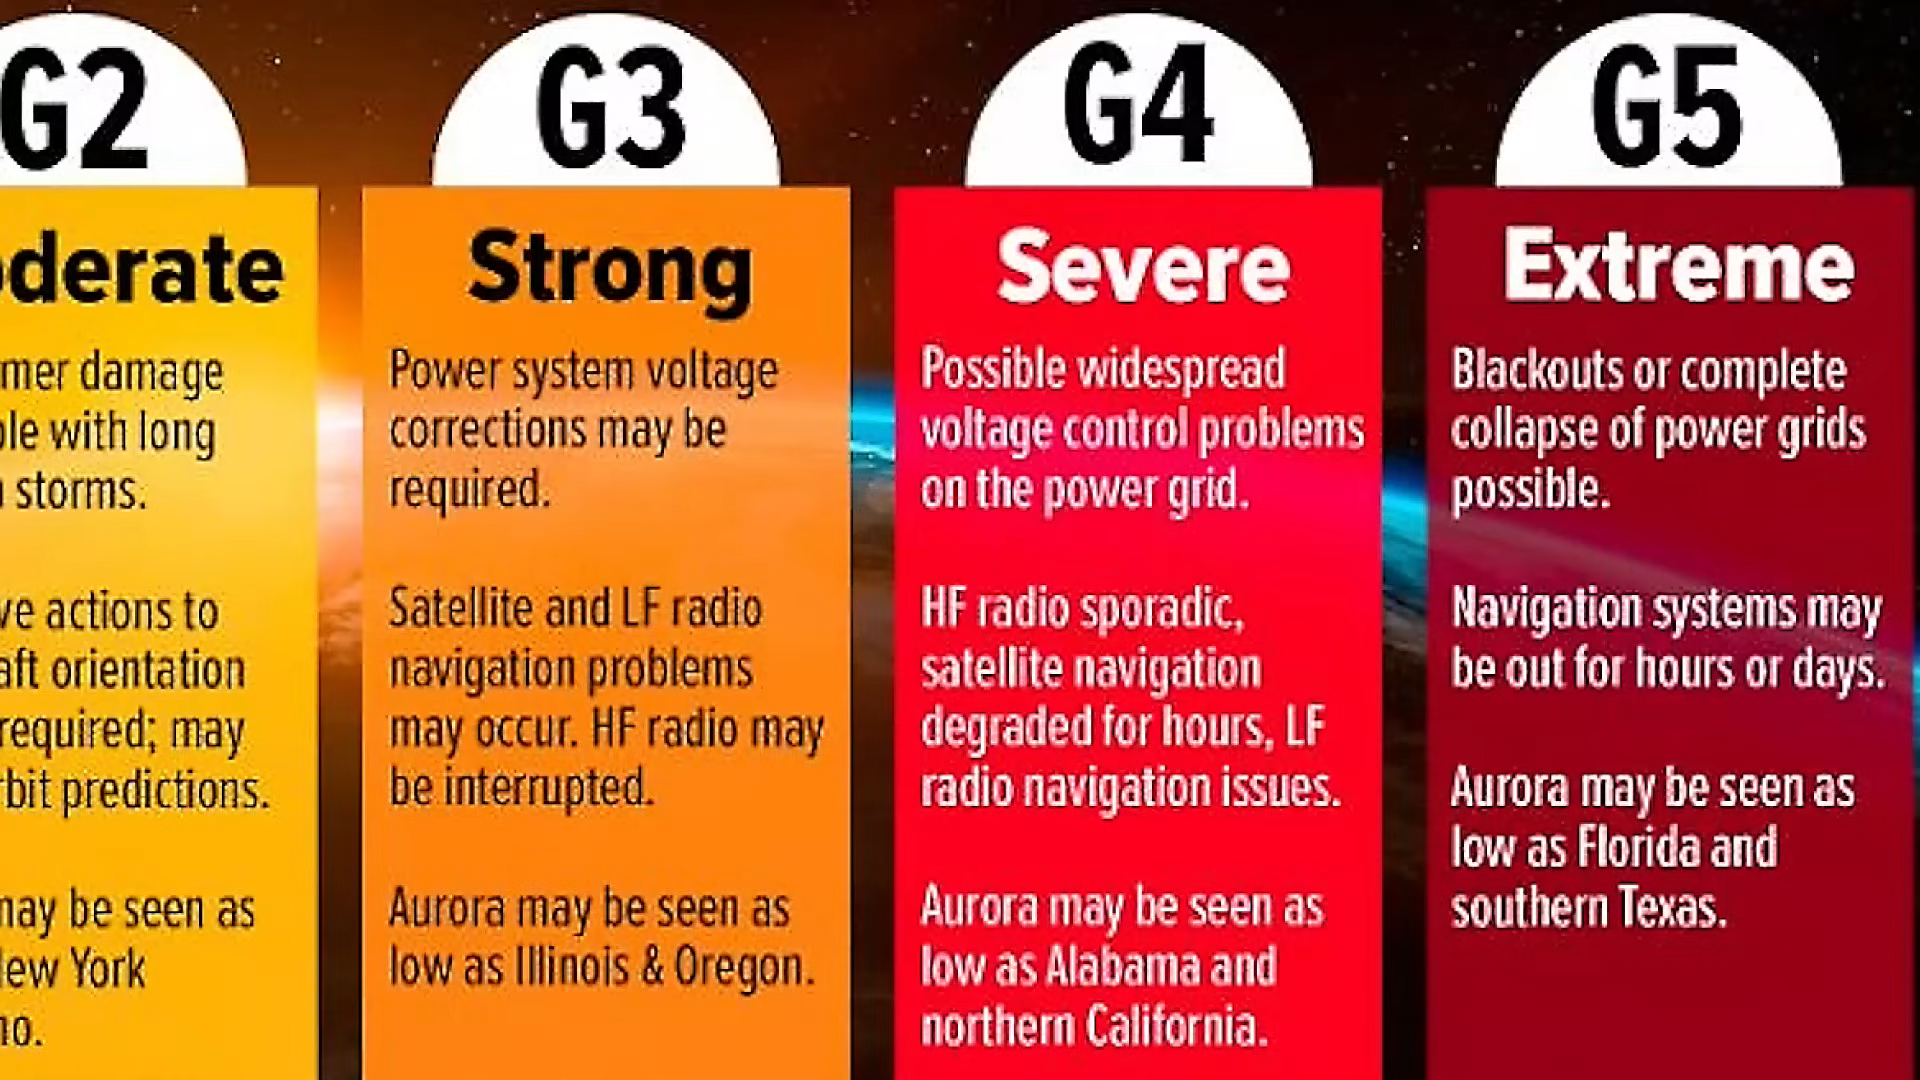 G2
derate
damage
with long
storms.
actions to
orientation
required; may
predictions.
may be seen as
York
G3
Strong
Power system voltage
corrections may be
required.
Satellite and LF radio
navigation problems
may occur. HF radio may
be interrupted.
Aurora may be seen as
low as Illinois & Oregon.
G4
Severe
Possible widespread
voltage control problems
on the power grid.
HF radio sporadic,
satellite navigation
degraded for hours, LF
radio navigation issues.
Aurora may be seen as
low as Alabama and
northern California.
G5
Extreme
Blackouts or complete
collapse of power grids
possible.
Navigation systems may
be out for hours or days.
Aurora may be seen as
low as Florida and
southern Texas.